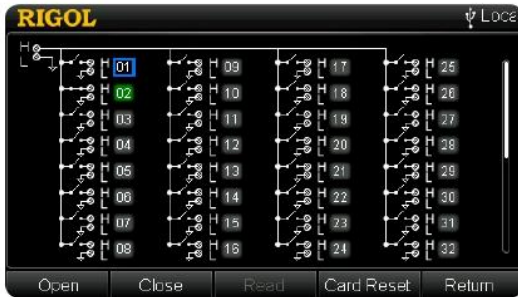 RIGOL Loca
H
L
H 01 H 09 H 17 H 25
L L L L
H 02 H 10 H 18 H 26
L L L L
H 03 H 11 H 19 H 27
L L L L
H 04 H 12 H 20 H 28
L L L L
H 05 H 13 H 21 H 29
L L L L
H 06 H 14 H 22 H 30
L L L L
H 07 H 15 H 23 H 31
L L L L
H 08 H 16 H 24 H 32
L L L L
Open Close Read Card Reset Return